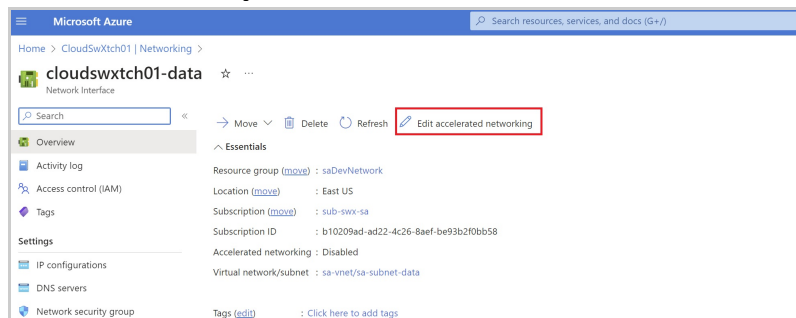 Microsoft Azure
Search resources, services, and docs (G+/)
Home > CloudSwXtch01 | Networking >
cloudswxtch01-data
Network Interface
Search
Move
Delete
Refresh
Edit accelerated networking
Overview
Activity log
Access control (IAM)
Tags
Settings
IP configurations
DNS servers
Network security group
Essentials
Resource group (move) : saDevNetwork
Location (move) : East US
Subscription (move) : sub-swx-sa
Subscription ID : b10209ad-ad22-4c26-8aef-be93b2f0bb58
Accelerated networking : Disabled
Virtual network/subnet : sa-vnet/sa-subnet-data
Tags (edit) : Click here to add tags